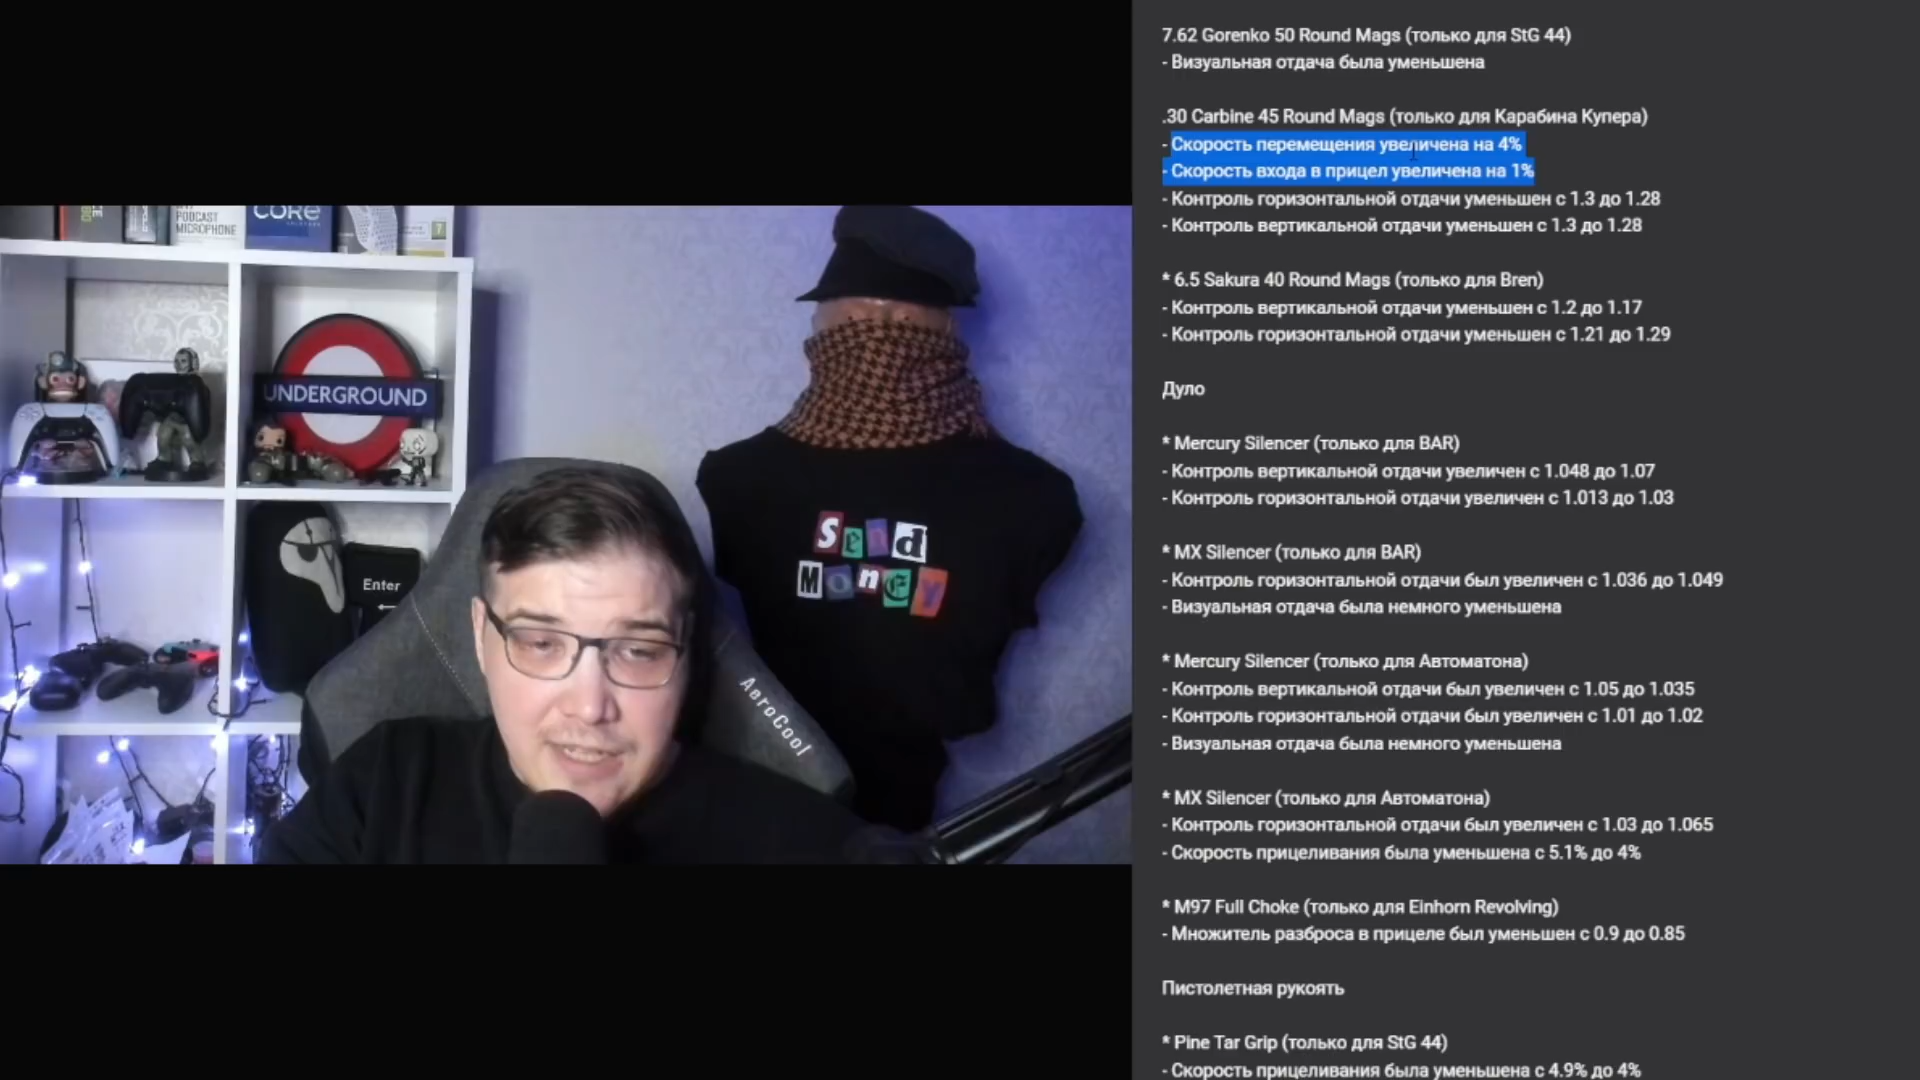 CORE
PODCAST
MICROPHONE
7
UNDERGROUND
Enter
Send
Money
AeroCool
7.62 Gorenko 50 Round Mags (только для StG 44)
- Визуальная отдача была уменьшена
.30 Carbine 45 Round Mags (только для Карабина Купера)
- Скорость перемещения увеличена на 4%
- Скорость входа в прицел увеличена на 1%
- Контроль горизонтальной отдачи уменьшен с 1.3 до 1.28
- Контроль вертикальной отдачи уменьшен с 1.3 до 1.28
* 6.5 Sakura 40 Round Mags (только для Bren)
- Контроль вертикальной отдачи уменьшен с 1.2 до 1.17
- Контроль горизонтальной отдачи уменьшен с 1.21 до 1.29
Дуло
* Mercury Silencer (только для BAR)
- Контроль вертикальной отдачи увеличен с 1.048 до 1.07
- Контроль горизонтальной отдачи увеличен с 1.013 до 1.03
* MX Silencer (только для BAR)
- Контроль горизонтальной отдачи был увеличен с 1.036 до 1.049
- Визуальная отдача была немного уменьшена
* Mercury Silencer (только для Автоматона)
- Контроль вертикальной отдачи был увеличен с 1.05 до 1.035
- Контроль горизонтальной отдачи был увеличен с 1.01 до 1.02
- Визуальная отдача была немного уменьшена
* MX Silencer (только для Автоматона)
- Контроль горизонтальной отдачи был увеличен с 1.03 до 1.065
- Скорость прицеливания была уменьшена с 5.1% до 4%
* M97 Full Choke (только для Einhorn Revolving)
- Множитель разброса в прицеле был уменьшен с 0.9 до 0.85
Пистолетная рукоять
* Pine Tar Grip (только для StG 44)
- Скорость прицеливания была уменьшена с 4.9% до 4%